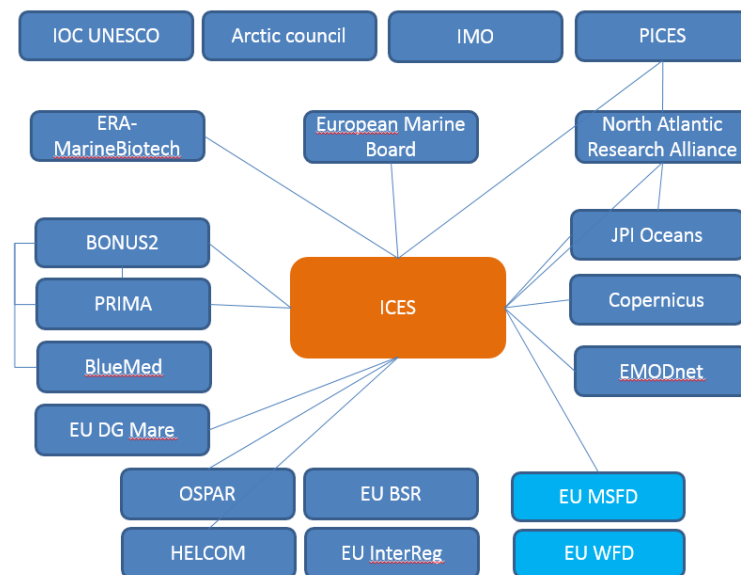 IOC UNESCO
Arctic council
IMO
PICES
ERA-
MarineBiotech
European Marine
Board
North Atlantic
Research Alliance
BONUS2
JPI Oceans
PRIMA
ICES
Copernicus
BlueMed
EMODnet
EU DG Mare
OSPAR
EU BSR
EU MSFD
HELCOM
EU InterReg
EU WFD